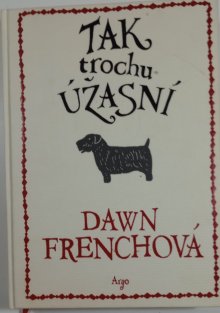 TAK
trochu
ÚŽASNÍ
DAWN
FRENCHOVÁ
Argo